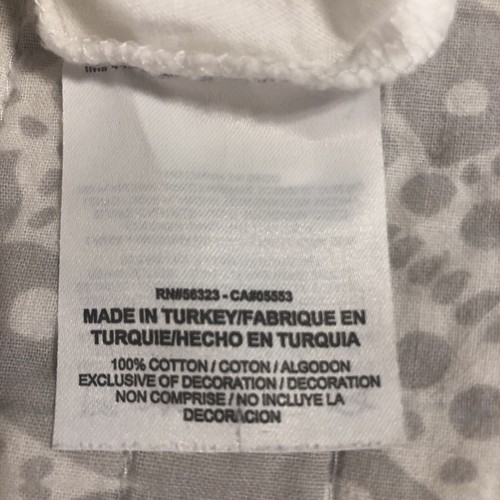 RN#56323 - CA#05553
MADE IN TURKEY/FABRIQUE EN
TURQUIE/HECHO EN TURQUIA
100% COTTON / COTON / ALGODON
EXCLUSIVE OF DECORATION / DECORATION
NON COMPRISE / NO INCLUYE LA
DECORACION